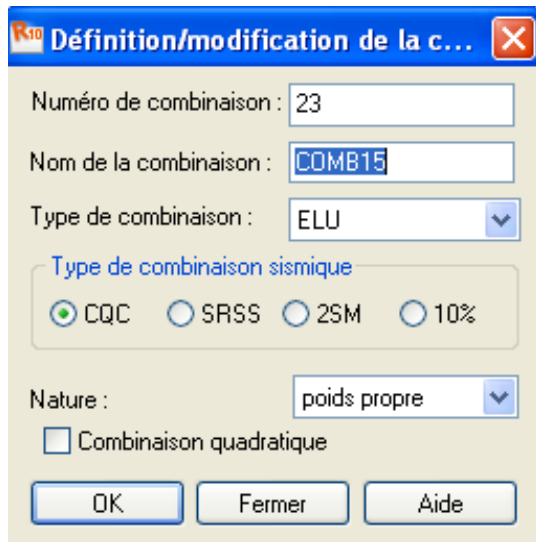 R10 Définition/modification de la c...
Numéro de combinaison : 23
Nom de la combinaison : COMB15
Type de combinaison : ELU
Type de combinaison sismique
CQC SRSS 2SM 10%
Nature : poids propre
Combinaison quadratique
OK Fermer Aide